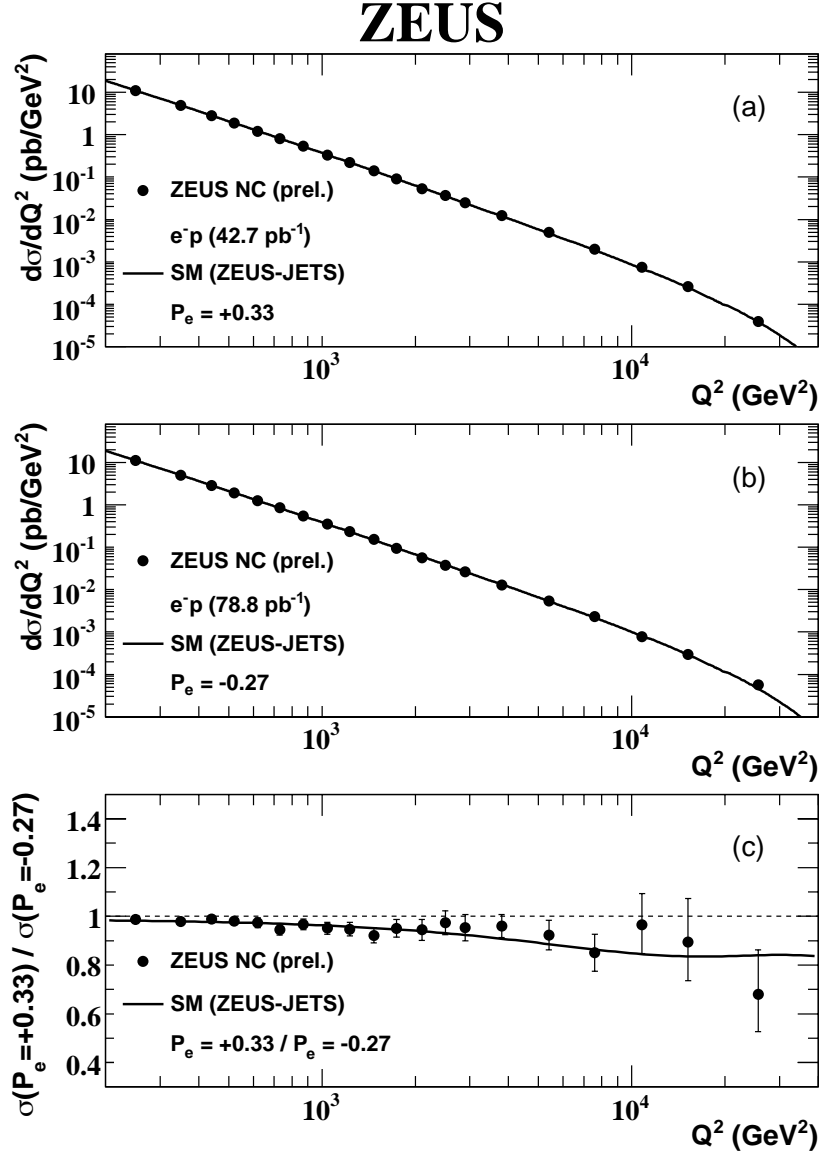 ZEUS
dσ/dQ² (pb/GeV²)
10
1
10⁻¹
10⁻²
10⁻³
10⁻⁴
10⁻⁵
(a)
ZEUS NC (prel.)
e⁻p (42.7 pb⁻¹)
SM (ZEUS-JETS)
Pₑ = +0.33
10³
10⁴
Q² (GeV²)
dσ/dQ² (pb/GeV²)
10
1
10⁻¹
10⁻²
10⁻³
10⁻⁴
10⁻⁵
(b)
ZEUS NC (prel.)
e⁻p (78.8 pb⁻¹)
SM (ZEUS-JETS)
Pₑ = -0.27
10³
10⁴
Q² (GeV²)
σ(Pₑ=+0.33) / σ(Pₑ=-0.27)
1.4
1.2
1
0.8
0.6
0.4
(c)
ZEUS NC (prel.)
SM (ZEUS-JETS)
Pₑ = +0.33 / Pₑ = -0.27
10³
10⁴
Q² (GeV²)